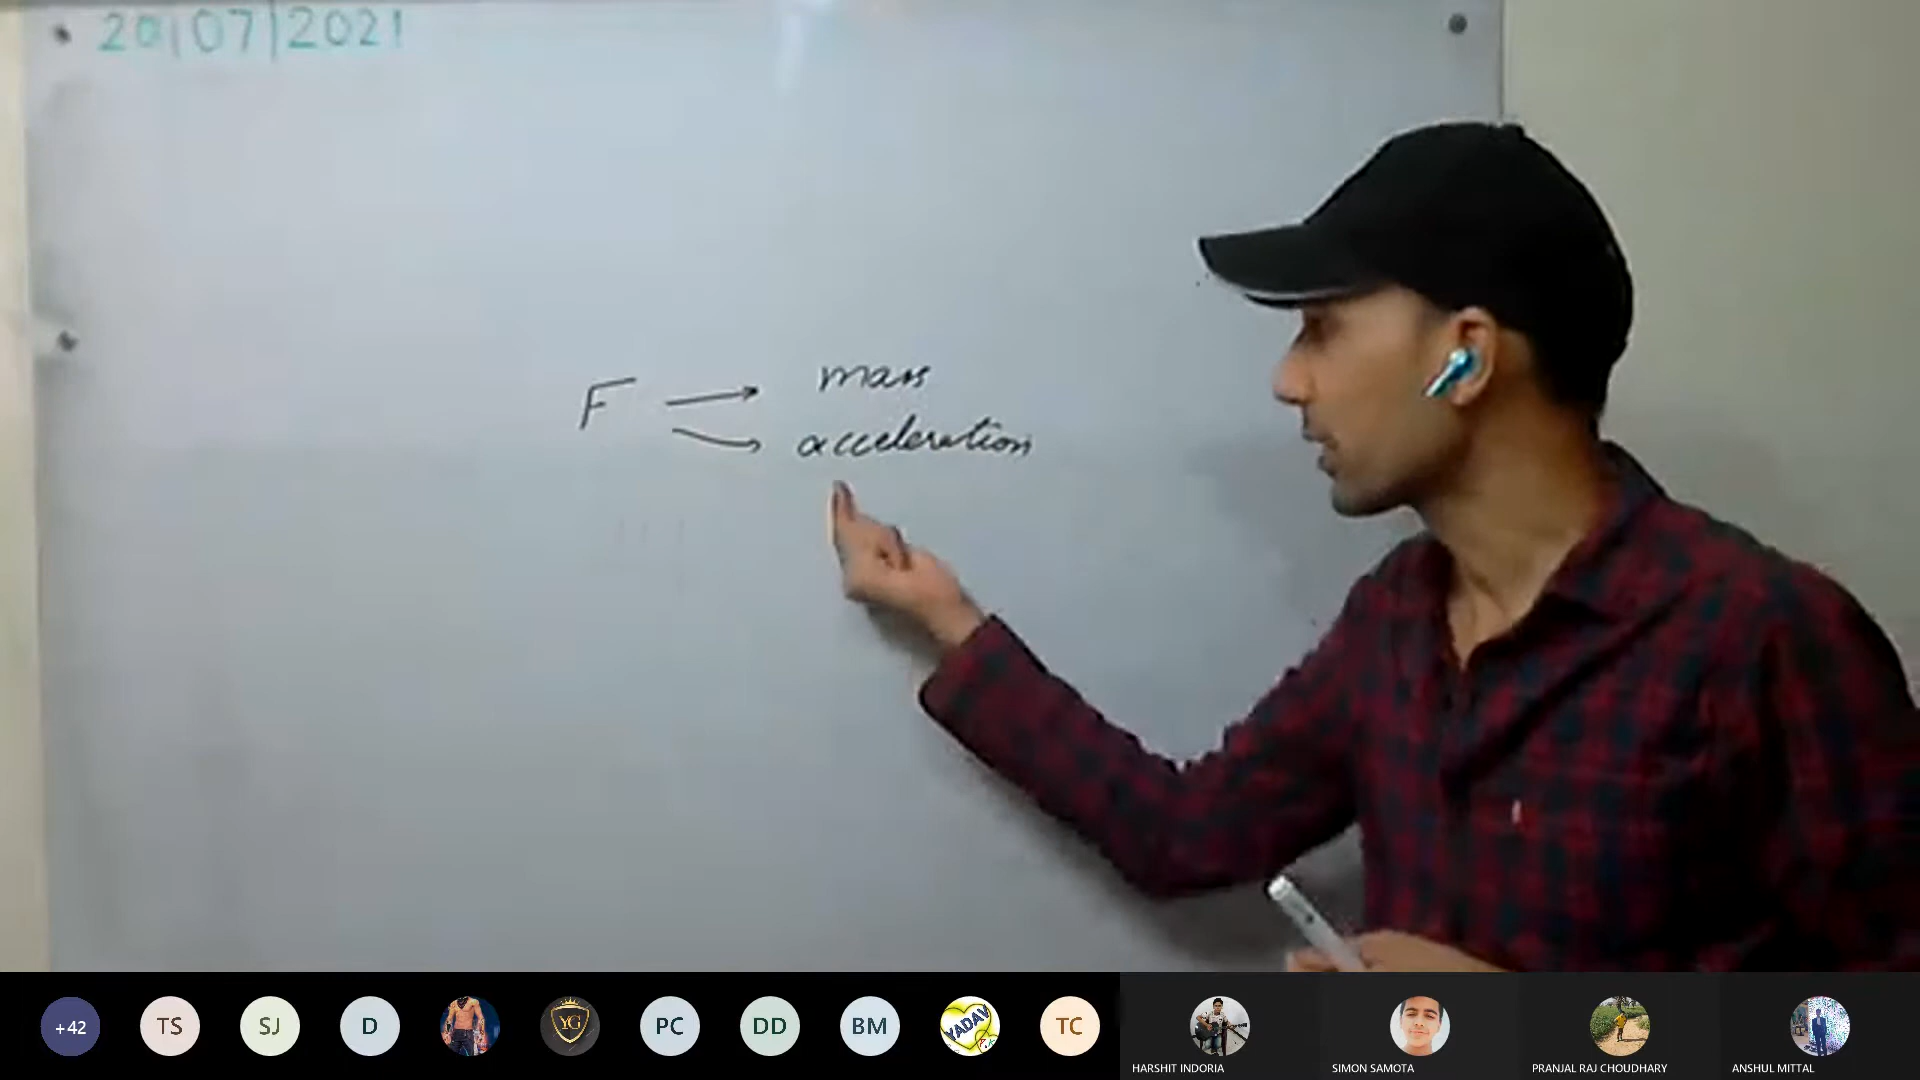 20/07/2021
F → mass
→ acceleration
+42 TS SJ D YG PC DD BM YADAV TC
HARSHIT INDORIA SIMON SAMOTA PRANJAL RAJ CHOUDHARY ANSHUL MITTAL